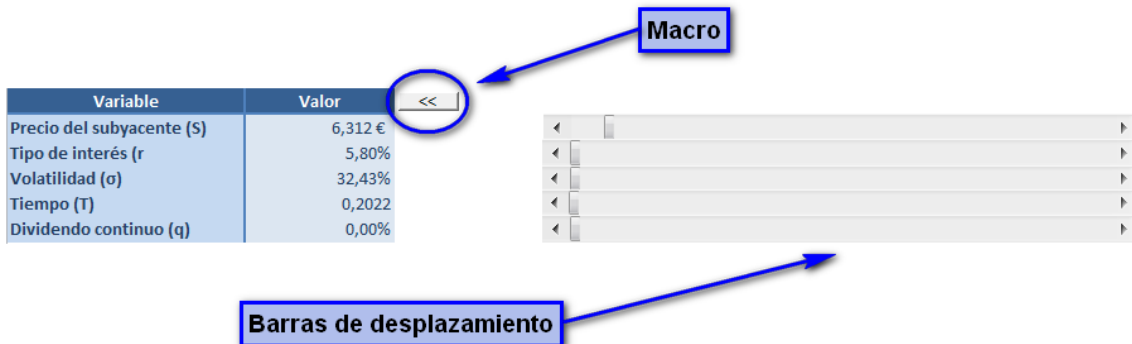 Macro
Variable Valor <<
Precio del subyacente (S) 6,312 €
Tipo de interés (r 5,80%
Volatilidad (σ) 32,43%
Tiempo (T) 0,2022
Dividendo continuo (q) 0,00%
Barras de desplazamiento